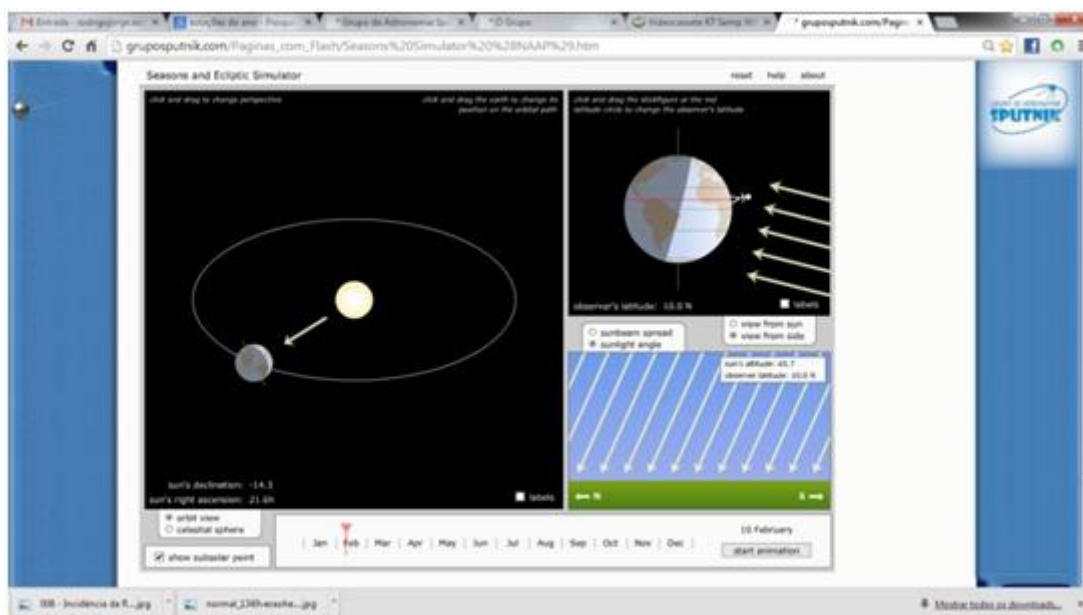 Entrada
Grupo de Astronomia
O Grupo
gruposputnik.com/Pagin
gruposputnik.com/Paginas_com_Flash/Seasons%20Simulator%20%28NAAP%29.htm
Seasons and Ecliptic Simulator
reset help about
click and drag to change perspective
click and drag the earth to change its
position on the orbital path
click and drag the stickfigure or the red
latitude circle to change the observer's latitude
SPUTNIK
observer's latitude: 10.0 N
labels
sunbeam spread
sunlight angle
view from sun
view from side
sun's altitude: 65.7
observer latitude: 10.0 N
sun's declination: -14.3
sun's right ascension: 21.6h
labels
N
S
orbit view
celestial sphere
show subsolar point
Jan Feb Mar Apr May Jun Jul Aug Sep Oct Nov Dec
10 February
start animation
Mostrar todos os downloads...